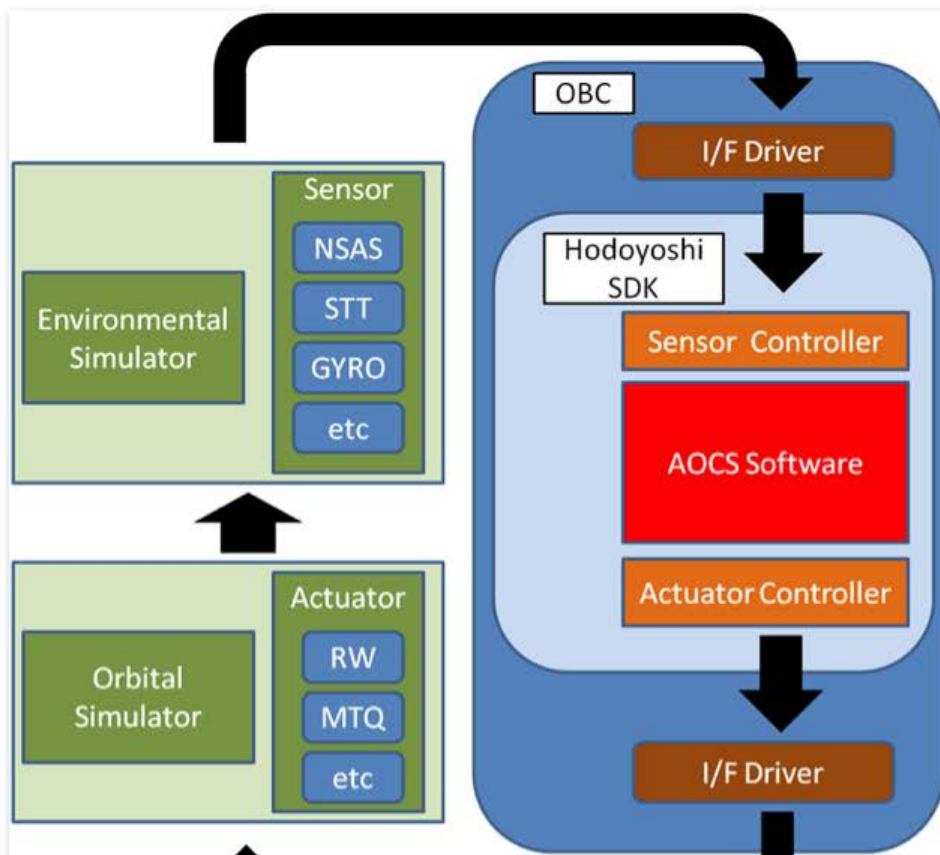 OBC
I/F Driver
Sensor
NSAS
STT
GYRO
etc
Environmental
Simulator
Hodoyoshi
SDK
Sensor Controller
AOCS Software
Actuator Controller
Actuator
RW
MTQ
etc
Orbital
Simulator
I/F Driver